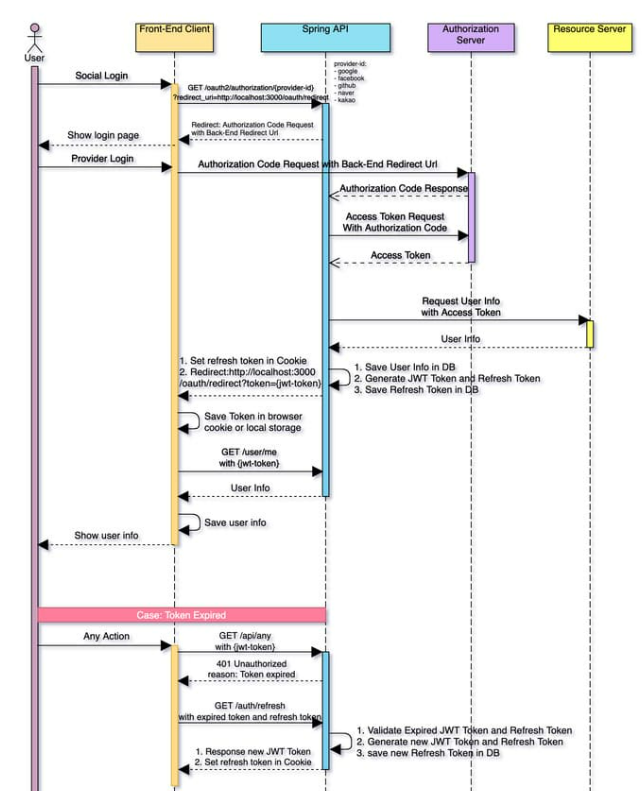 Front-End Client
Spring API
Authorization
Server
Resource Server
User
provider-id:
- google
- facebook
- github
- naver
- kakao
Social Login
GET /oauth2/authorization/{provider-id}
?redirect_uri=http://localhost:3000/oauth/redirect
Redirect: Authorization Code Request
with Back-End Redirect Url
Show login page
Provider Login
Authorization Code Request with Back-End Redirect Url
Authorization Code Response
Access Token Request
With Authorization Code
Access Token
Request User Info
with Access Token
User Info
1. Set refresh token in Cookie
2. Redirect:http://localhost:3000
/oauth/redirect?token={jwt-token}
1. Save User Info in DB
2. Generate JWT Token and Refresh Token
3. Save Refresh Token in DB
Save Token in browser
cookie or local storage
GET /user/me
with {jwt-token}
User Info
Save user info
Show user info
Case: Token Expired
Any Action
GET /api/any
with {jwt-token}
401 Unauthorized
reason: Token expired
GET /auth/refresh
with expired token and refresh token
1. Validate Expired JWT Token and Refresh Token
2. Generate new JWT Token and Refresh Token
3. save new Refresh Token in DB
1. Response new JWT Token
2. Set refresh token in Cookie